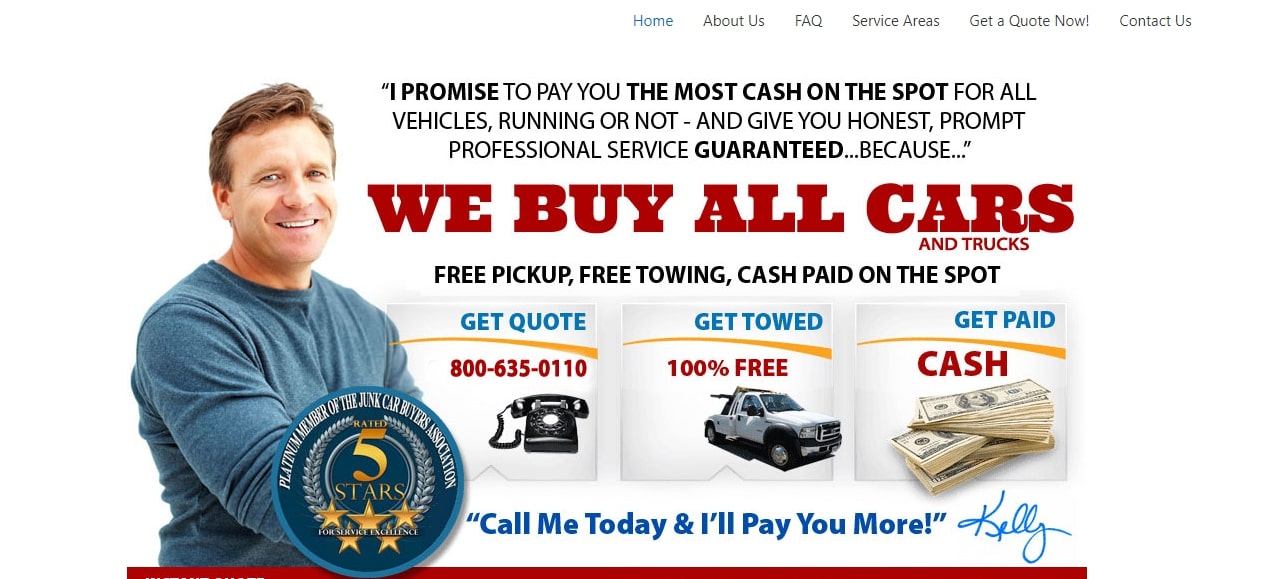 Home About Us FAQ Service Areas Get a Quote Now! Contact Us
“I PROMISE TO PAY YOU THE MOST CASH ON THE SPOT FOR ALL
VEHICLES, RUNNING OR NOT - AND GIVE YOU HONEST, PROMPT
PROFESSIONAL SERVICE GUARANTEED...BECAUSE...”
WE BUY ALL CARS
AND TRUCKS
FREE PICKUP, FREE TOWING, CASH PAID ON THE SPOT
GET QUOTE
800-635-0110
GET TOWED
100% FREE
GET PAID
CASH
PLATINUM MEMBER OF THE JUNK CAR BUYERS ASSOCIATION
RATED
5
STARS
FOR SERVICE EXCELLENCE
“Call Me Today & I’ll Pay You More!” Kelly
INSTANT QUOTE